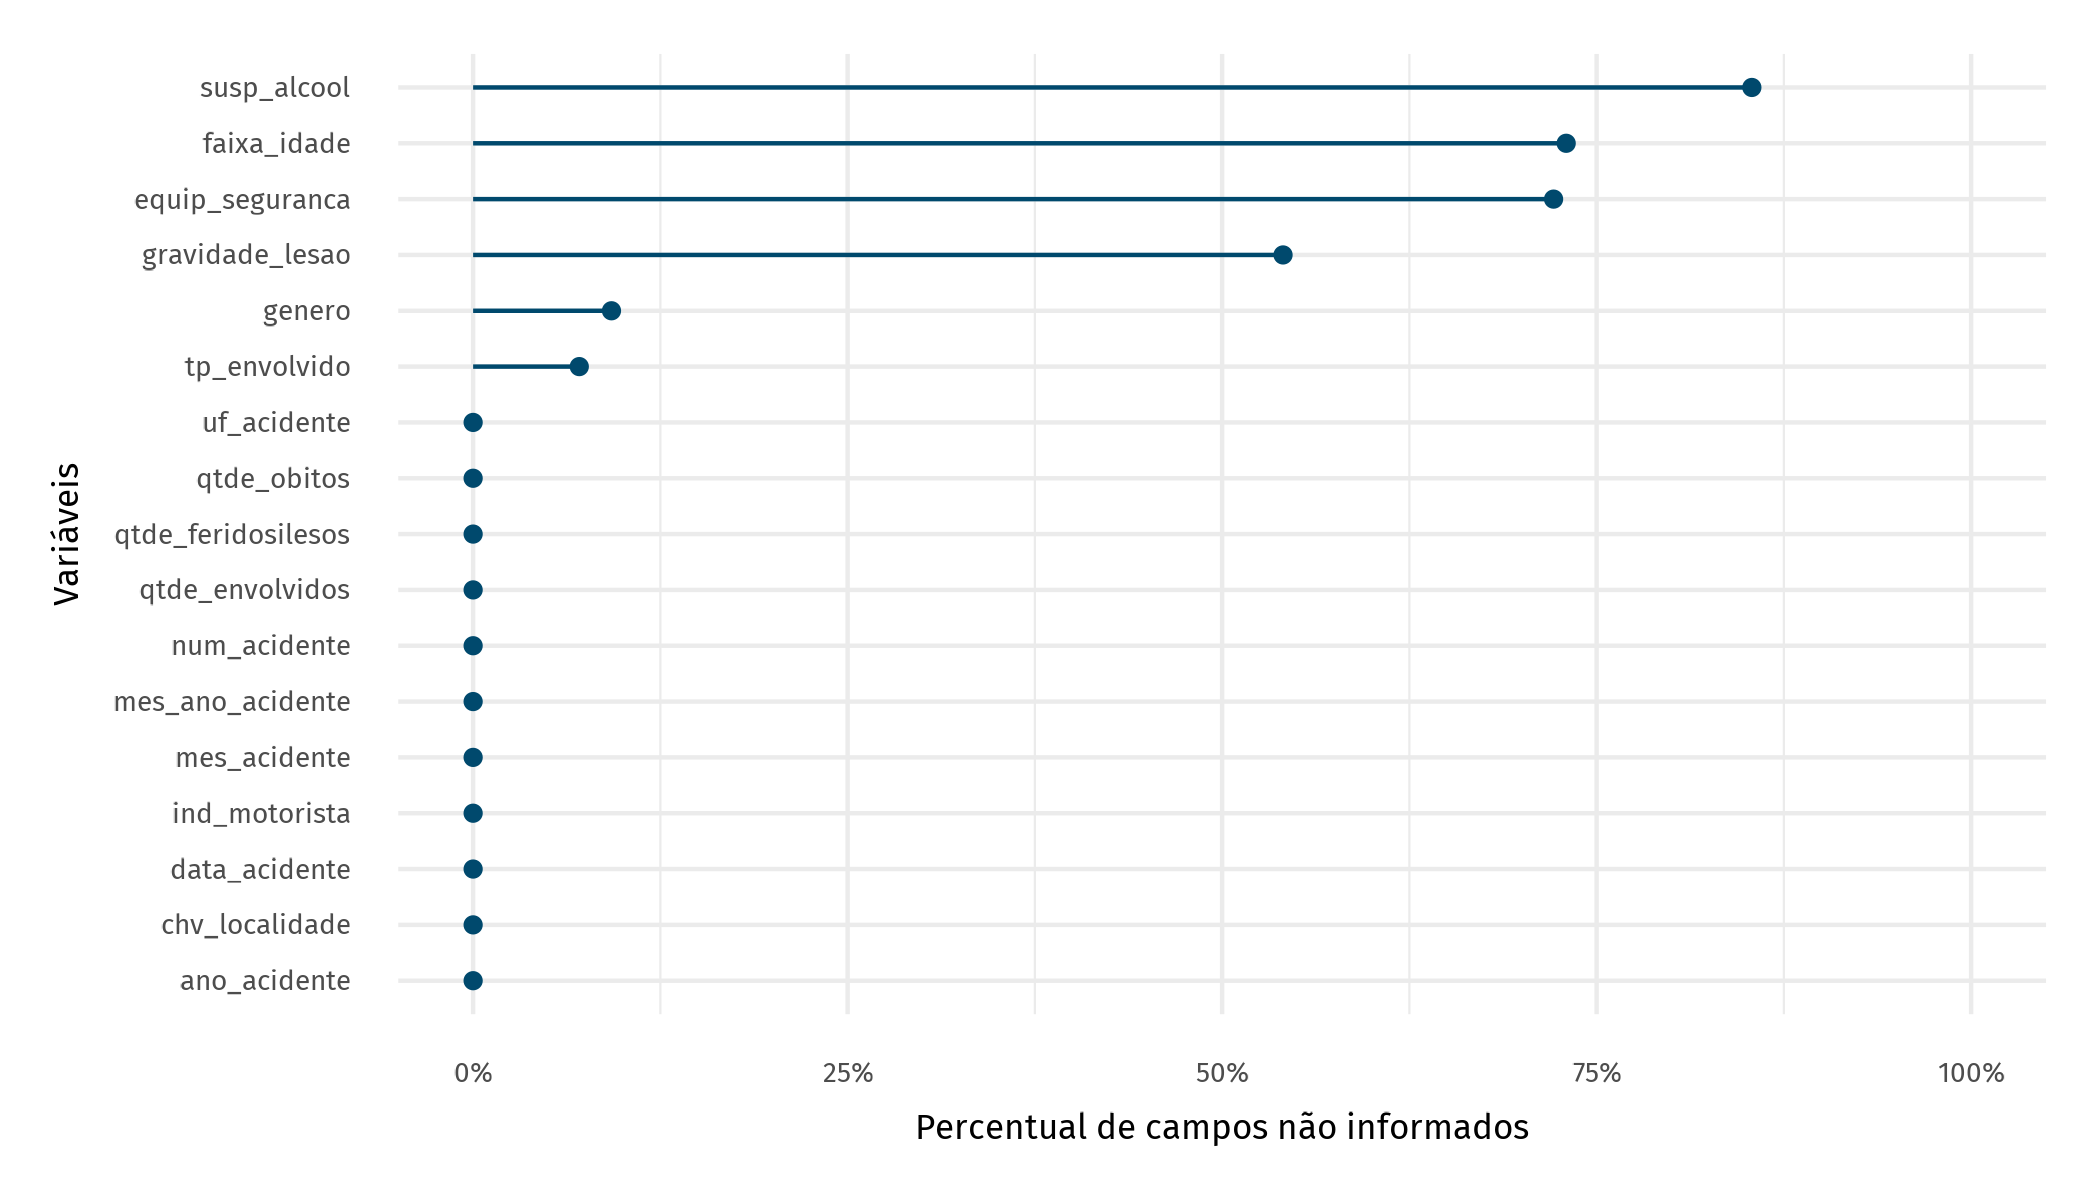 susp_alcool
faixa_idade
equip_seguranca
gravidade_lesao
genero
tp_envolvido
uf_acidente
qtde_obitos
qtde_feridosilesos
qtde_envolvidos
num_acidente
mes_ano_acidente
mes_acidente
ind_motorista
data_acidente
chv_localidade
ano_acidente
Variáveis
0% 25% 50% 75% 100%
Percentual de campos não informados